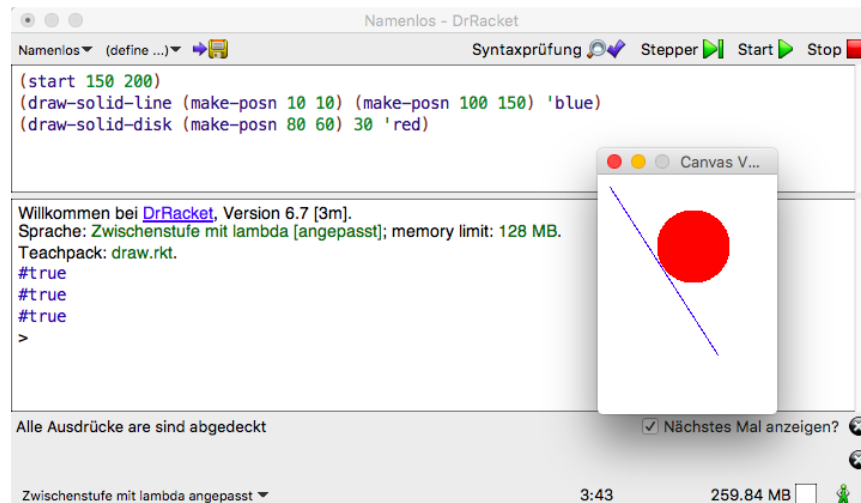 Namenlos - DrRacket
Namenlos (define ...) Syntaxprüfung Stepper Start Stop
(start 150 200)
(draw-solid-line (make-posn 10 10) (make-posn 100 150) 'blue)
(draw-solid-disk (make-posn 80 60) 30 'red)
Canvas V...
Willkommen bei DrRacket, Version 6.7 [3m].
Sprache: Zwischenstufe mit lambda [angepasst]; memory limit: 128 MB.
Teachpack: draw.rkt.
#true
#true
#true
>
Alle Ausdrücke are sind abgedeckt Nächstes Mal anzeigen?
Zwischenstufe mit lambda angepasst 3:43 259.84 MB